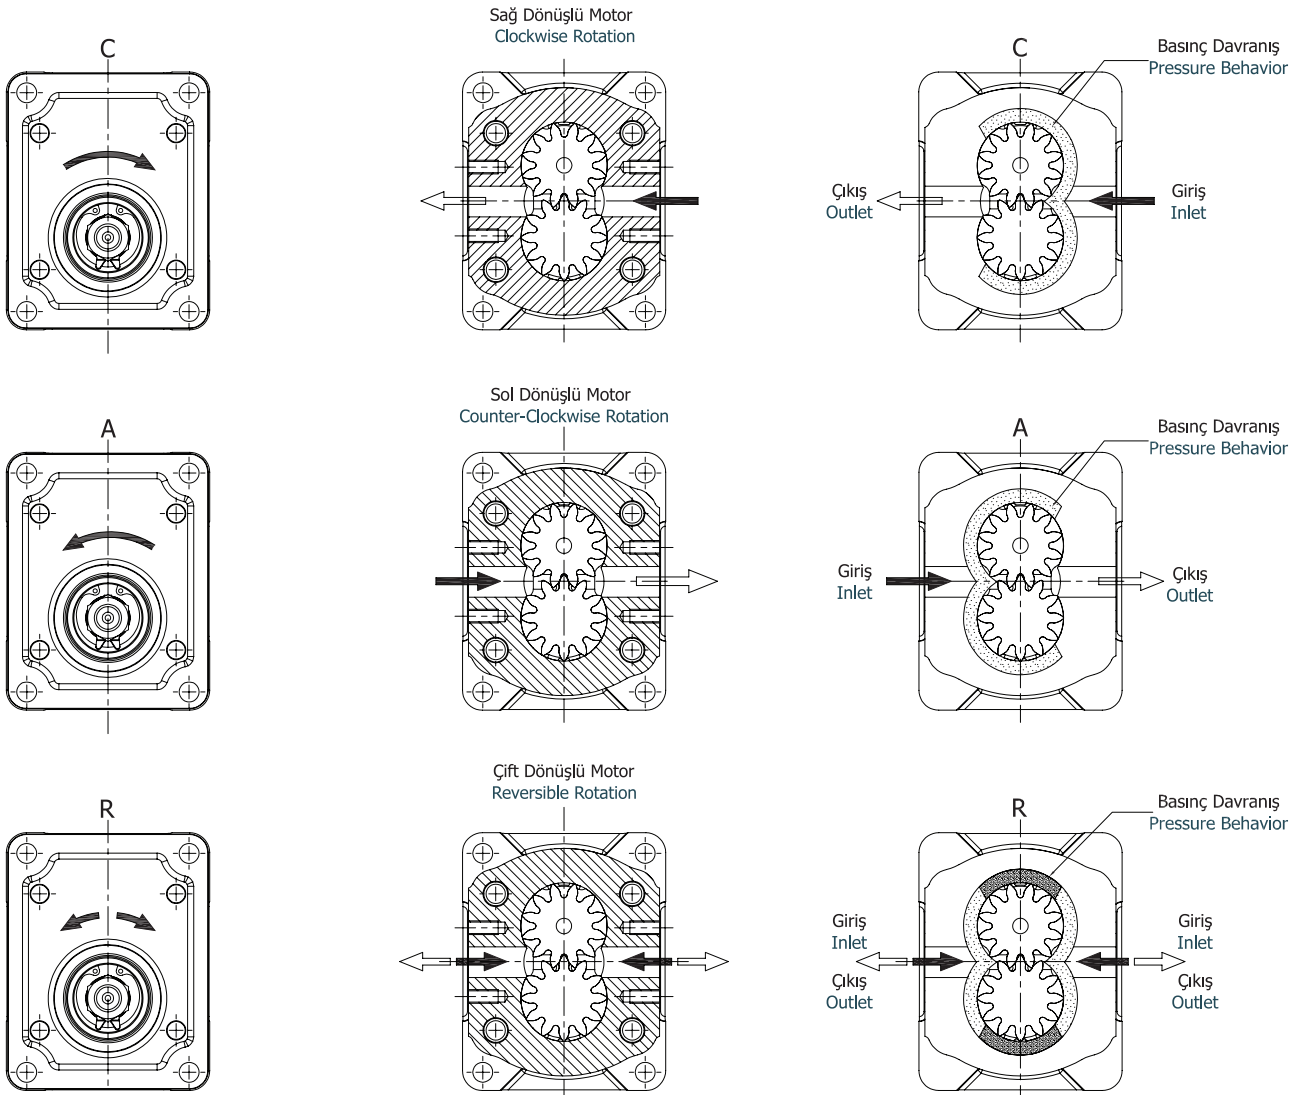 Sağ Dönüşlü Motor
Clockwise Rotation
C
C
Basınç Davranış
Pressure Behavior
Çıkış
Outlet
Giriş
Inlet
Sol Dönüşlü Motor
Counter-Clockwise Rotation
A
A
Basınç Davranış
Pressure Behavior
Giriş
Inlet
Çıkış
Outlet
Çift Dönüşlü Motor
Reversible Rotation
R
R
Basınç Davranış
Pressure Behavior
Giriş
Inlet
Çıkış
Outlet
Giriş
Inlet
Çıkış
Outlet